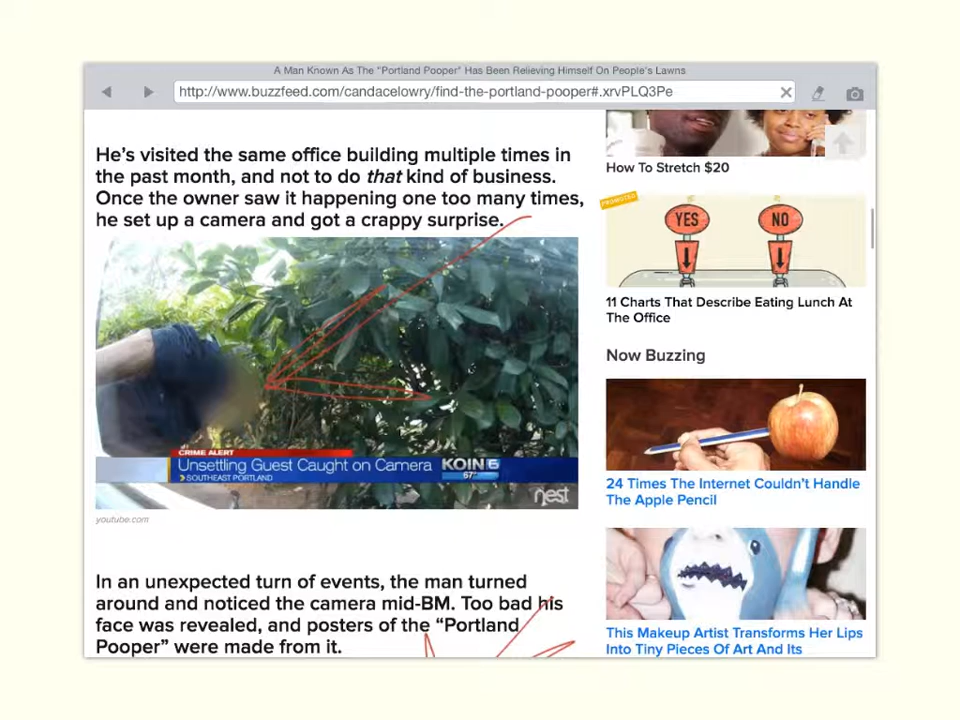 A Man Known As The "Portland Pooper" Has Been Relieving Himself On People's Lawns
http://www.buzzfeed.com/candacelowry/find-the-portland-pooper#.xrvPLQ3Pe
He's visited the same office building multiple times in
the past month, and not to do that kind of business.
Once the owner saw it happening one too many times,
he set up a camera and got a crappy surprise.
CRIME ALERT
Unsettling Guest Caught on Camera
SOUTHEAST PORTLAND
KOIN 6
67°
nest
youtube.com
In an unexpected turn of events, the man turned
around and noticed the camera mid-BM. Too bad his
face was revealed, and posters of the “Portland
Pooper” were made from it.
How To Stretch $20
PROMOTED
YES
NO
11 Charts That Describe Eating Lunch At
The Office
Now Buzzing
24 Times The Internet Couldn't Handle
The Apple Pencil
This Makeup Artist Transforms Her Lips
Into Tiny Pieces Of Art And Its